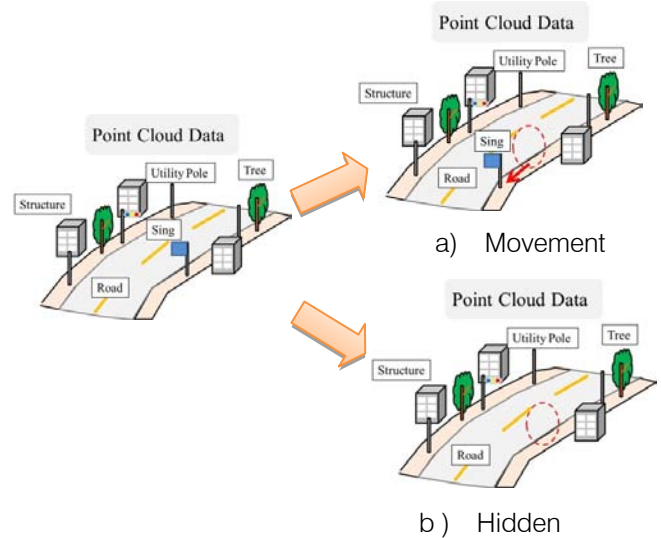 Point Cloud Data
Utility Pole
Tree
Structure
Sing
Road
Point Cloud Data
Utility Pole
Tree
Structure
Sing
Road
a) Movement
Point Cloud Data
Utility Pole
Tree
Structure
Road
b ) Hidden